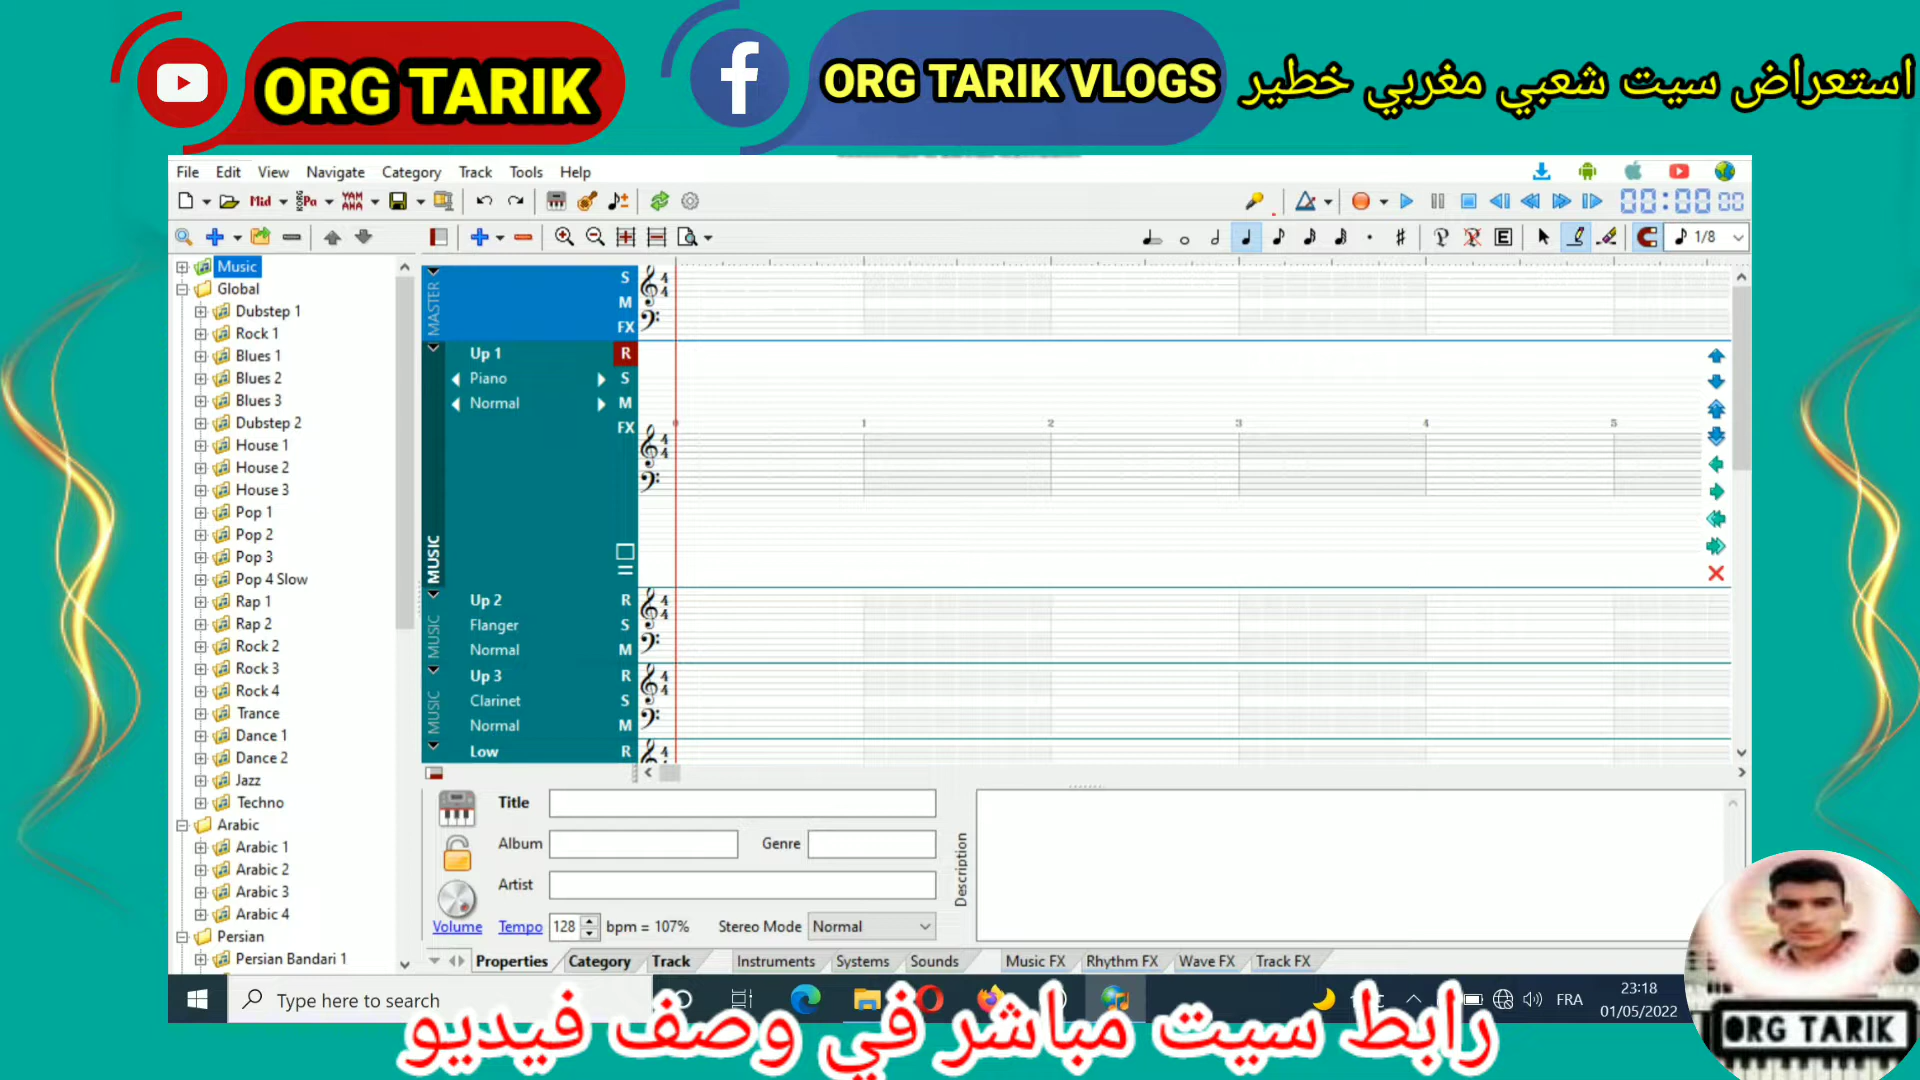 ORG TARIK
ORG TARIK VLOGS
استعراض سيت شعبي مغربي خطير
File Edit View Navigate Category Track Tools Help
Mid KORG Pa YAMAHA
00:00 00
E 1/8
Music
Global
Dubstep 1
Rock 1
Blues 1
Blues 2
Blues 3
Dubstep 2
House 1
House 2
House 3
Pop 1
Pop 2
Pop 3
Pop 4 Slow
Rap 1
Rap 2
Rock 2
Rock 3
Rock 4
Trance
Dance 1
Dance 2
Jazz
Techno
Arabic
Arabic 1
Arabic 2
Arabic 3
Arabic 4
Persian
Persian Bandari 1
MASTER
S
M
FX
MUSIC
Up 1 R
Piano S
Normal M
FX
0 1 2 3 4 5
MUSIC
Up 2 R
Flanger S
Normal M
MUSIC
Up 3 R
Clarinet S
Normal M
Low R
Title
Album Genre
Artist
Volume Tempo 128 bpm = 107% Stereo Mode Normal
Description
Properties Category Track Instruments Systems Sounds Music FX Rhythm FX Wave FX Track FX
Type here to search
FRA
23:18
01/05/2022
رابط سيت مباشر في وصف فيديو
ORG TARIK